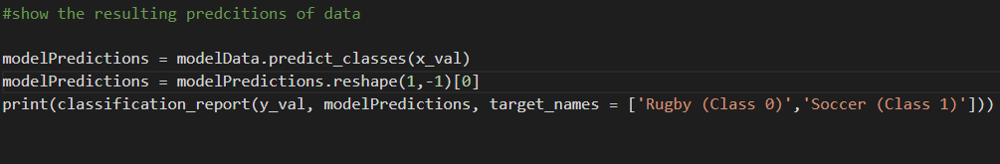 #show the resulting predcitions of data
modelPredictions = modelData.predict_classes(x_val)
modelPredictions = modelPredictions.reshape(1,-1)[0]
print(classification_report(y_val, modelPredictions, target_names = ['Rugby (Class 0)','Soccer (Class 1)']))